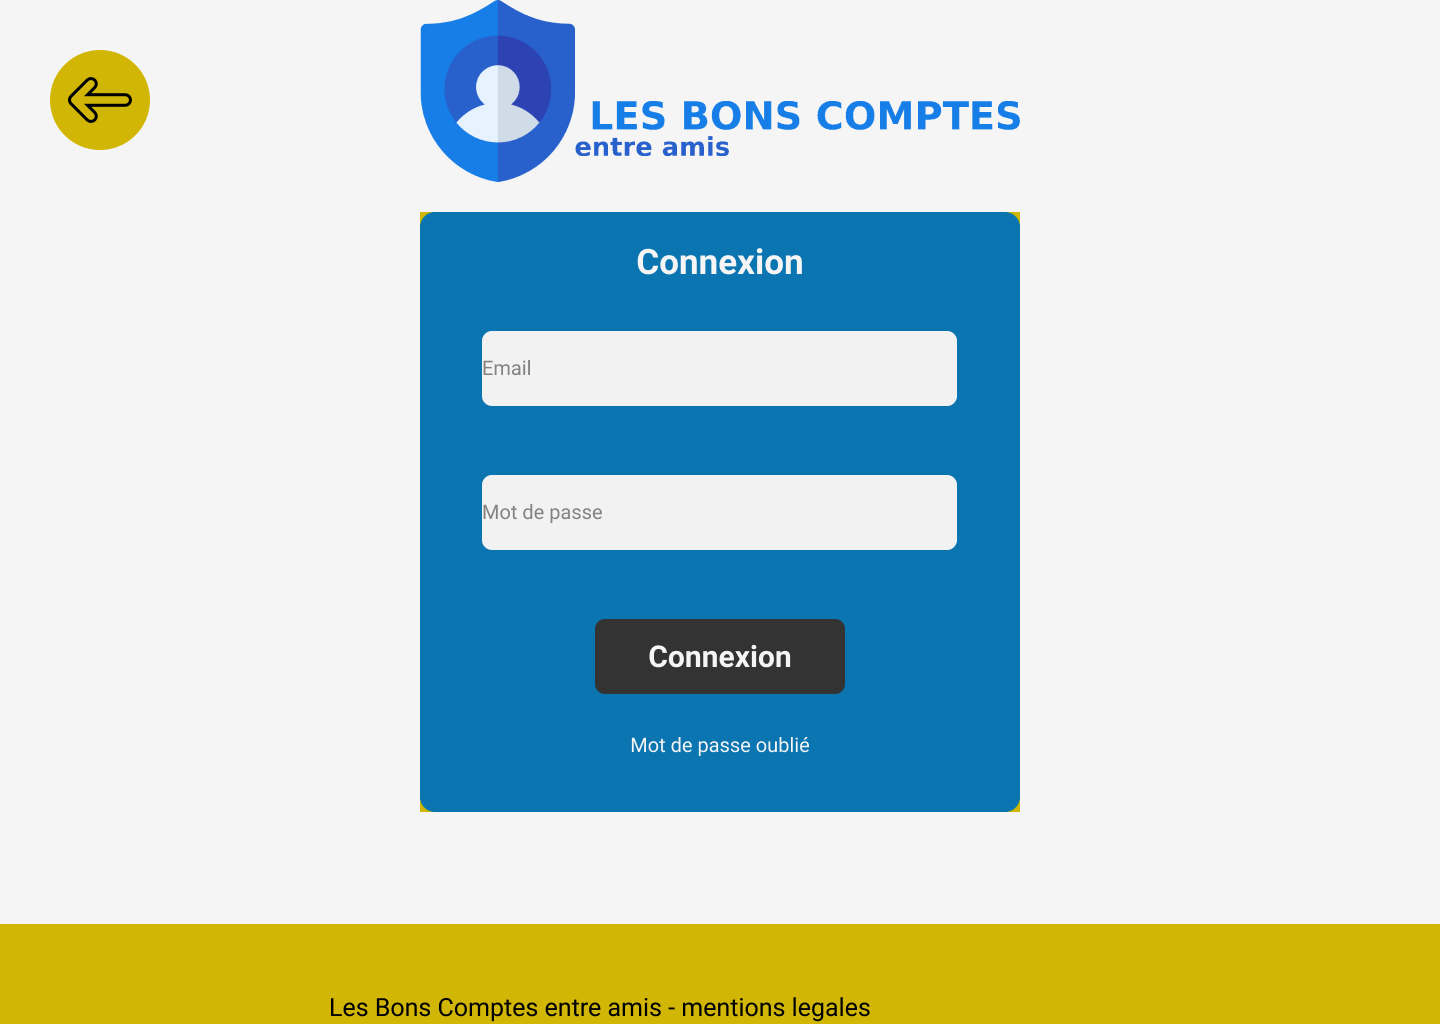 LES BONS COMPTES
entre amis
Connexion
Email
Mot de passe
Connexion
Mot de passe oublié
Les Bons Comptes entre amis - mentions legales